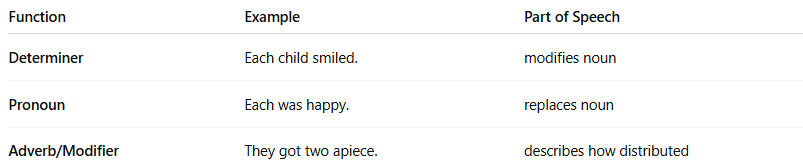 Function Example Part of Speech
Determiner Each child smiled. modifies noun
Pronoun Each was happy. replaces noun
Adverb/Modifier They got two apiece. describes how distributed